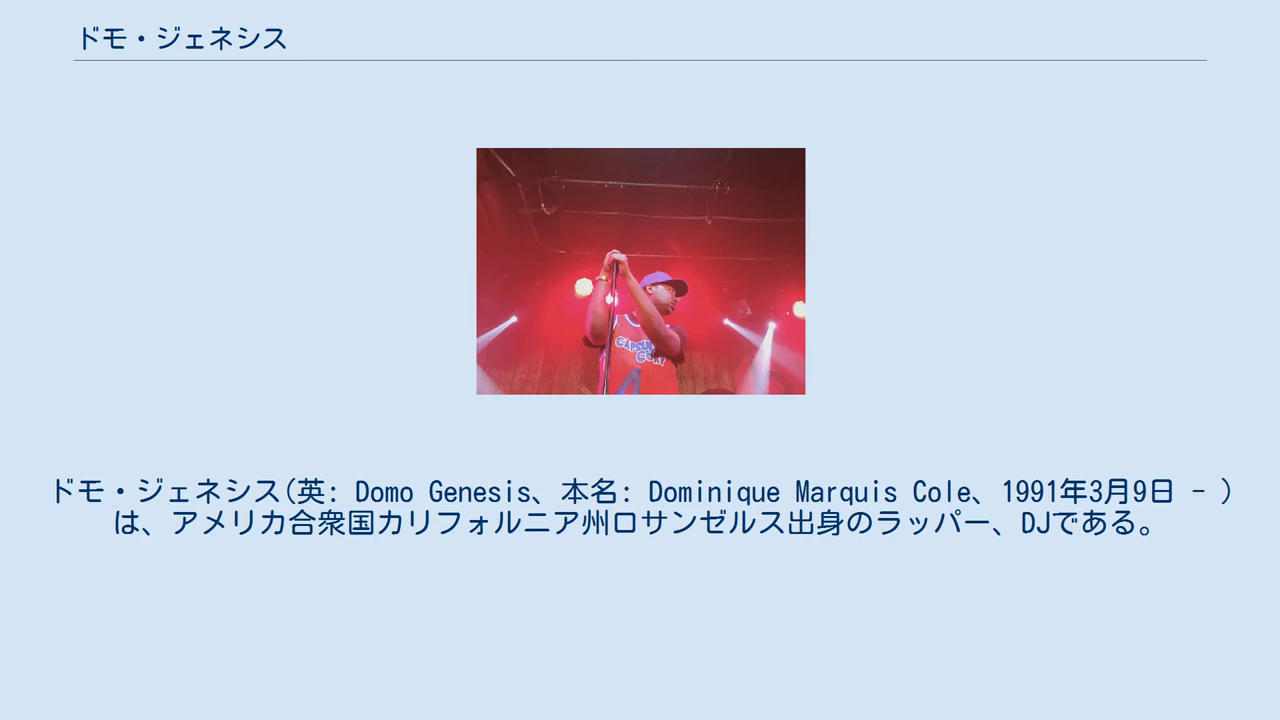 ドモ・ジェネシス
ドモ・ジェネシス(英: Domo Genesis、本名: Dominique Marquis Cole、1991年3月9日 - )
は、アメリカ合衆国カリフォルニア州ロサンゼルス出身のラッパー、DJである。